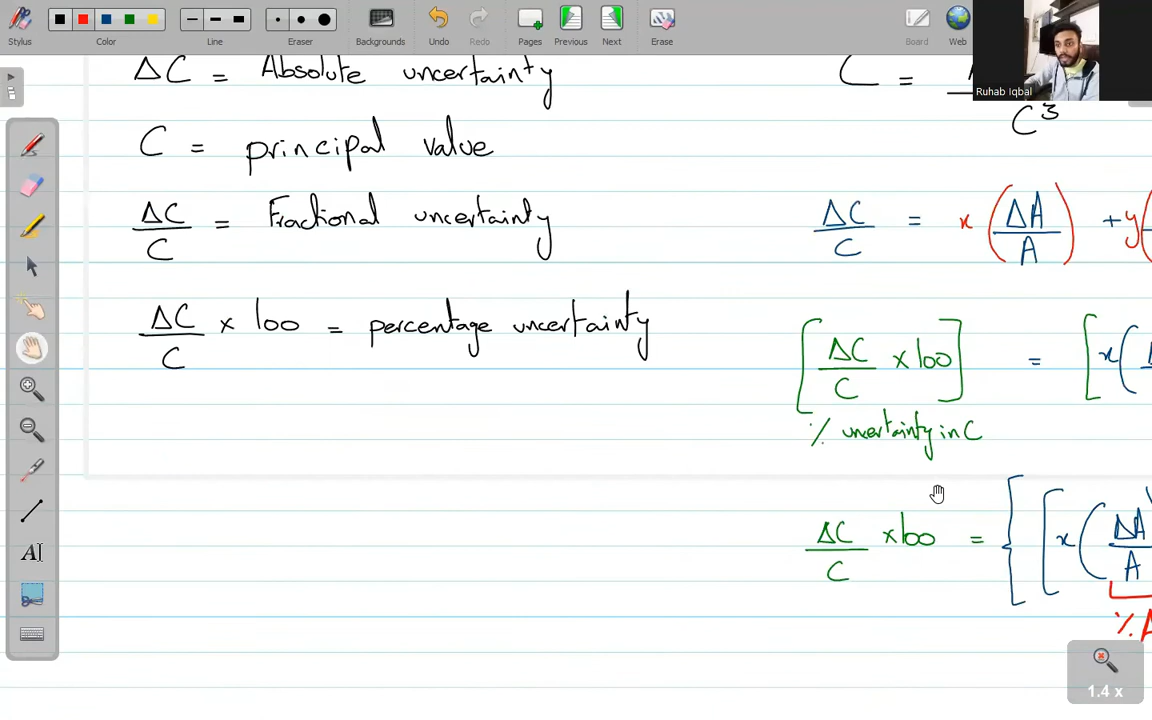 Stylus Color Line Eraser Backgrounds Undo Redo Pages Previous Next Erase Board Web
Ruhab Iqbal
ΔC = Absolute uncertainty
C = principal value
ΔC/C = Fractional uncertainty
ΔC/C × 100 = percentage uncertainty
C =
C³
ΔC/C = x(ΔA/A) + y(
[ΔC/C × 100] = [x(
% uncertainty in C
ΔC/C × 100 = {[x(ΔA/A
% A
AI
1.4 x